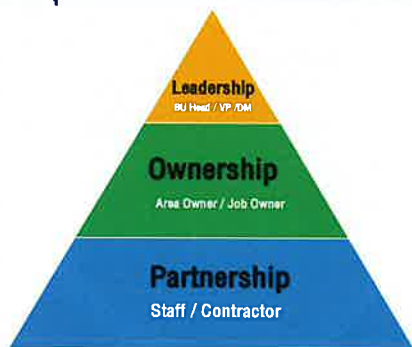 Leadership
BU Head / VP /DM
Ownership
Area Owner / Job Owner
Partnership
Staff / Contractor